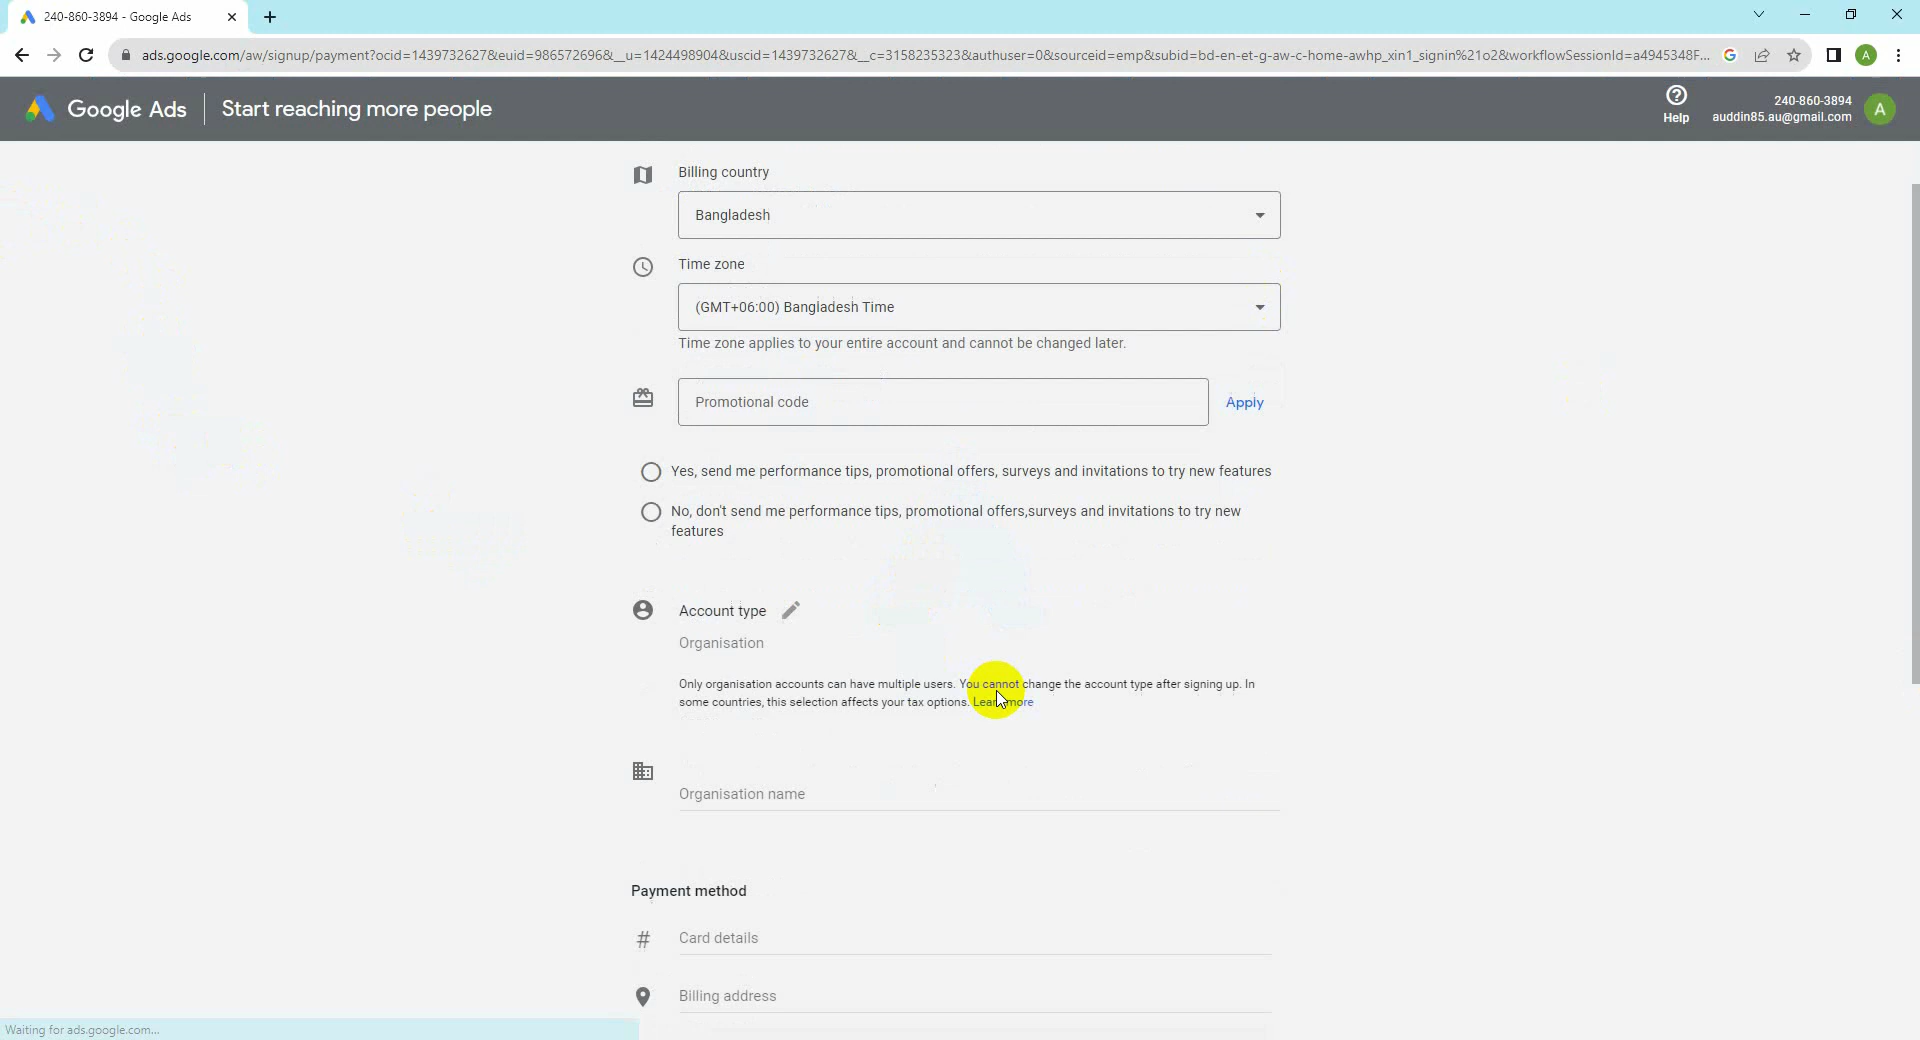 240-860-3894 - Google Ads
ads.google.com/aw/signup/payment?ocid=1439732627&euid=986572696&__u=1424498904&uscid=1439732627&__c=3158235323&authuser=0&sourceid=emp&subid=bd-en-et-g-aw-c-home-awhp_xin1_signin%21o2&workflowSessionId=a4945348F...
A
Google Ads
Start reaching more people
Help
240-860-3894
auddin85.au@gmail.com
A
Billing country
Bangladesh
Time zone
(GMT+06:00) Bangladesh Time
Time zone applies to your entire account and cannot be changed later.
Promotional code
Apply
Yes, send me performance tips, promotional offers, surveys and invitations to try new features
No, don't send me performance tips, promotional offers,surveys and invitations to try new
features
Account type
Organisation
Only organisation accounts can have multiple users. You cannot change the account type after signing up. In
some countries, this selection affects your tax options. Learn more
Organisation name
Payment method
# Card details
Billing address
Waiting for ads.google.com...